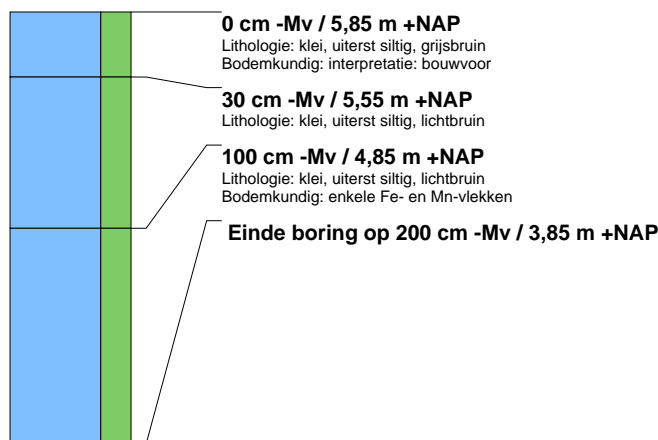 0 cm -Mv / 5,85 m +NAP
Lithologie: klei, uiterst siltig, grijsbruin
Bodemkundig: interpretatie: bouwvoor
30 cm -Mv / 5,55 m +NAP
Lithologie: klei, uiterst siltig, lichtbruin
100 cm -Mv / 4,85 m +NAP
Lithologie: klei, uiterst siltig, lichtbruin
Bodemkundig: enkele Fe- en Mn-vlekken
Einde boring op 200 cm -Mv / 3,85 m +NAP